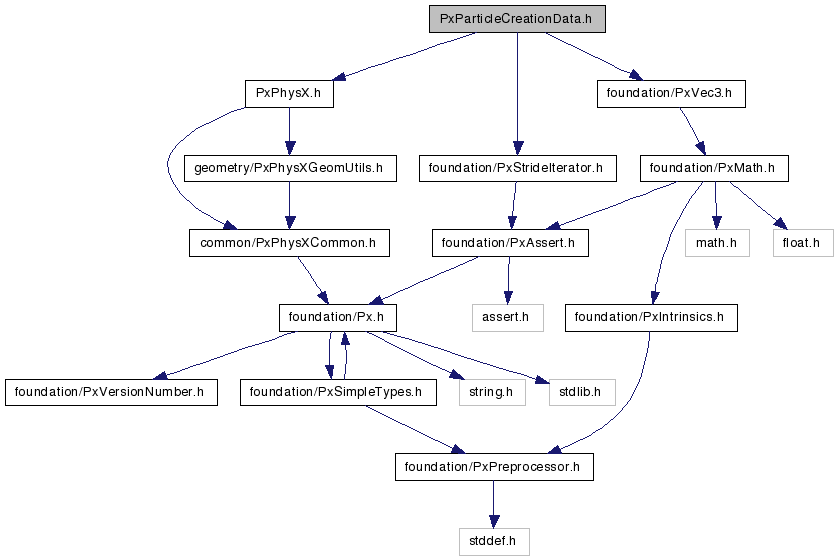 PxParticleCreationData.h
PxPhysX.h
foundation/PxVec3.h
geometry/PxPhysXGeomUtils.h
foundation/PxStrideIterator.h
foundation/PxMath.h
common/PxPhysXCommon.h
foundation/PxAssert.h
math.h
float.h
foundation/Px.h
assert.h
foundation/PxIntrinsics.h
foundation/PxVersionNumber.h
foundation/PxSimpleTypes.h
string.h
stdlib.h
foundation/PxPreprocessor.h
stddef.h